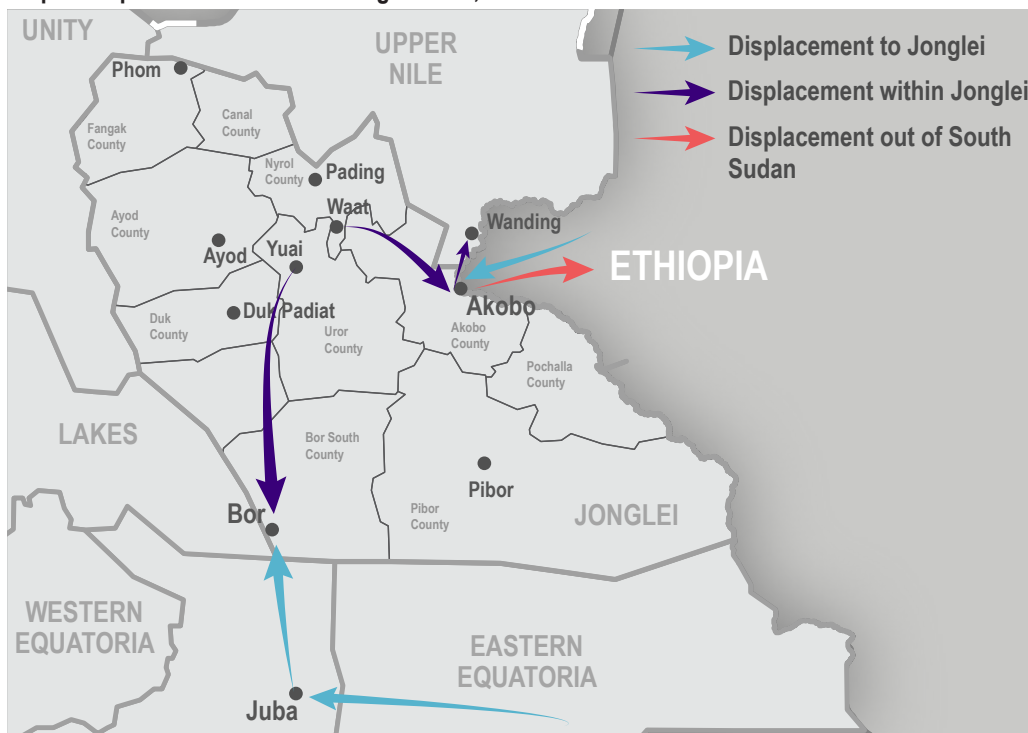 UNITY
UPPER
NILE
Displacement to Jonglei
Displacement within Jonglei
Displacement out of South
Sudan
Phom
Fangak
County
Canal
County
Nyrol
County
Pading
Waat
Wanding
Ayod
County
Ayod
Yuai
ETHIOPIA
Akobo
Duk Padiat
Duk
County
Uror
County
Akobo
County
Pochalla
County
LAKES
Bor South
County
Pibor
Bor
Pibor
County
JONGLEI
WESTERN
EQUATORIA
EASTERN
EQUATORIA
Juba